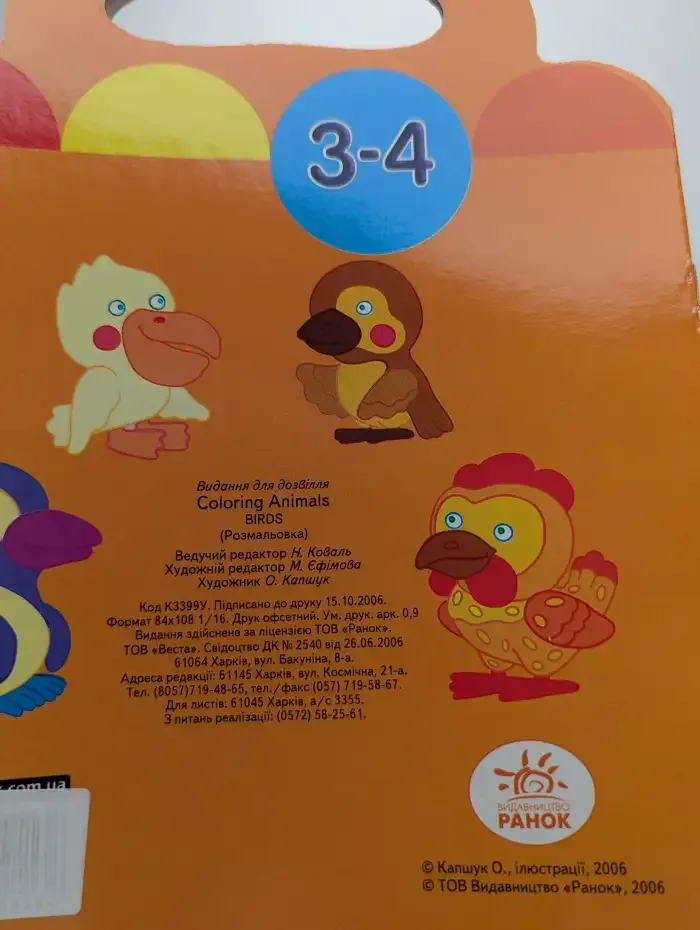 3-4
Видання для дозвілля
Coloring Animals
BIRDS
(Розмальовка)
Ведучий редактор Н. Коваль
Художній редактор М. Єфімова
Художник О. Капшук
Код К3399У. Підписано до друку 15.10.2006.
Формат 84х108 1/16. Друк офсетний. Ум. друк. арк. 0,9
Видання здійснене за ліцензією ТОВ «Ранок».
ТОВ «Веста». Свідоцтво ДК № 2540 від 26.06.2006
61064 Харків, вул. Бакуніна, 8-а.
Адреса редакції: 61145 Харків, вул. Космічна, 21-а.
Тел. (8057)719-48-65, тел./факс (057) 719-58-67.
Для листів: 61045 Харків, а/с 3355.
З питань реалізації: (0572) 58-25-61.
.com.ua
ВИДАВНИЦТВО
РАНОК
© Капшук О., ілюстрації, 2006
© ТОВ Видавництво «Ранок», 2006